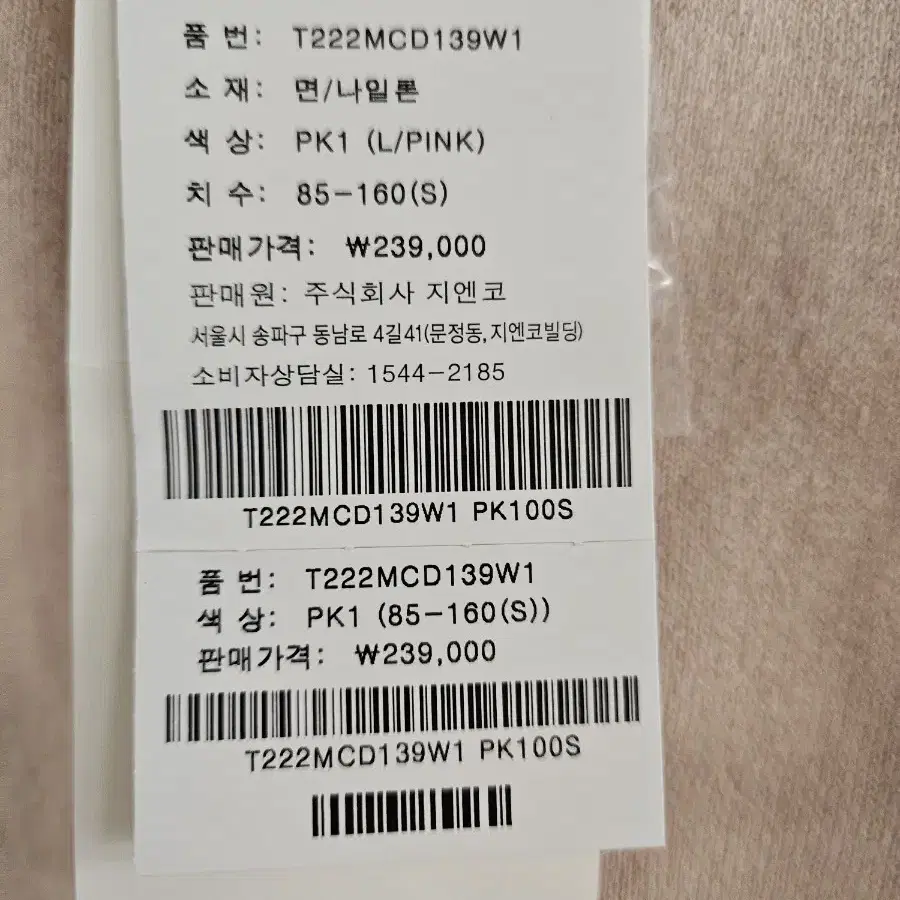 품 번: T222MCD139W1
소 재: 면/나일론
색 상: PK1 (L/PINK)
치 수: 85-160(S)
판매가격: ₩239,000
판매원: 주식회사 지엔코
서울시 송파구 동남로 4길41(문정동,지엔코빌딩)
소비자상담실: 1544-2185
T222MCD139W1 PK100S
품 번: T222MCD139W1
색 상: PK1 (85-160(S))
판매가격: ₩239,000
T222MCD139W1 PK100S